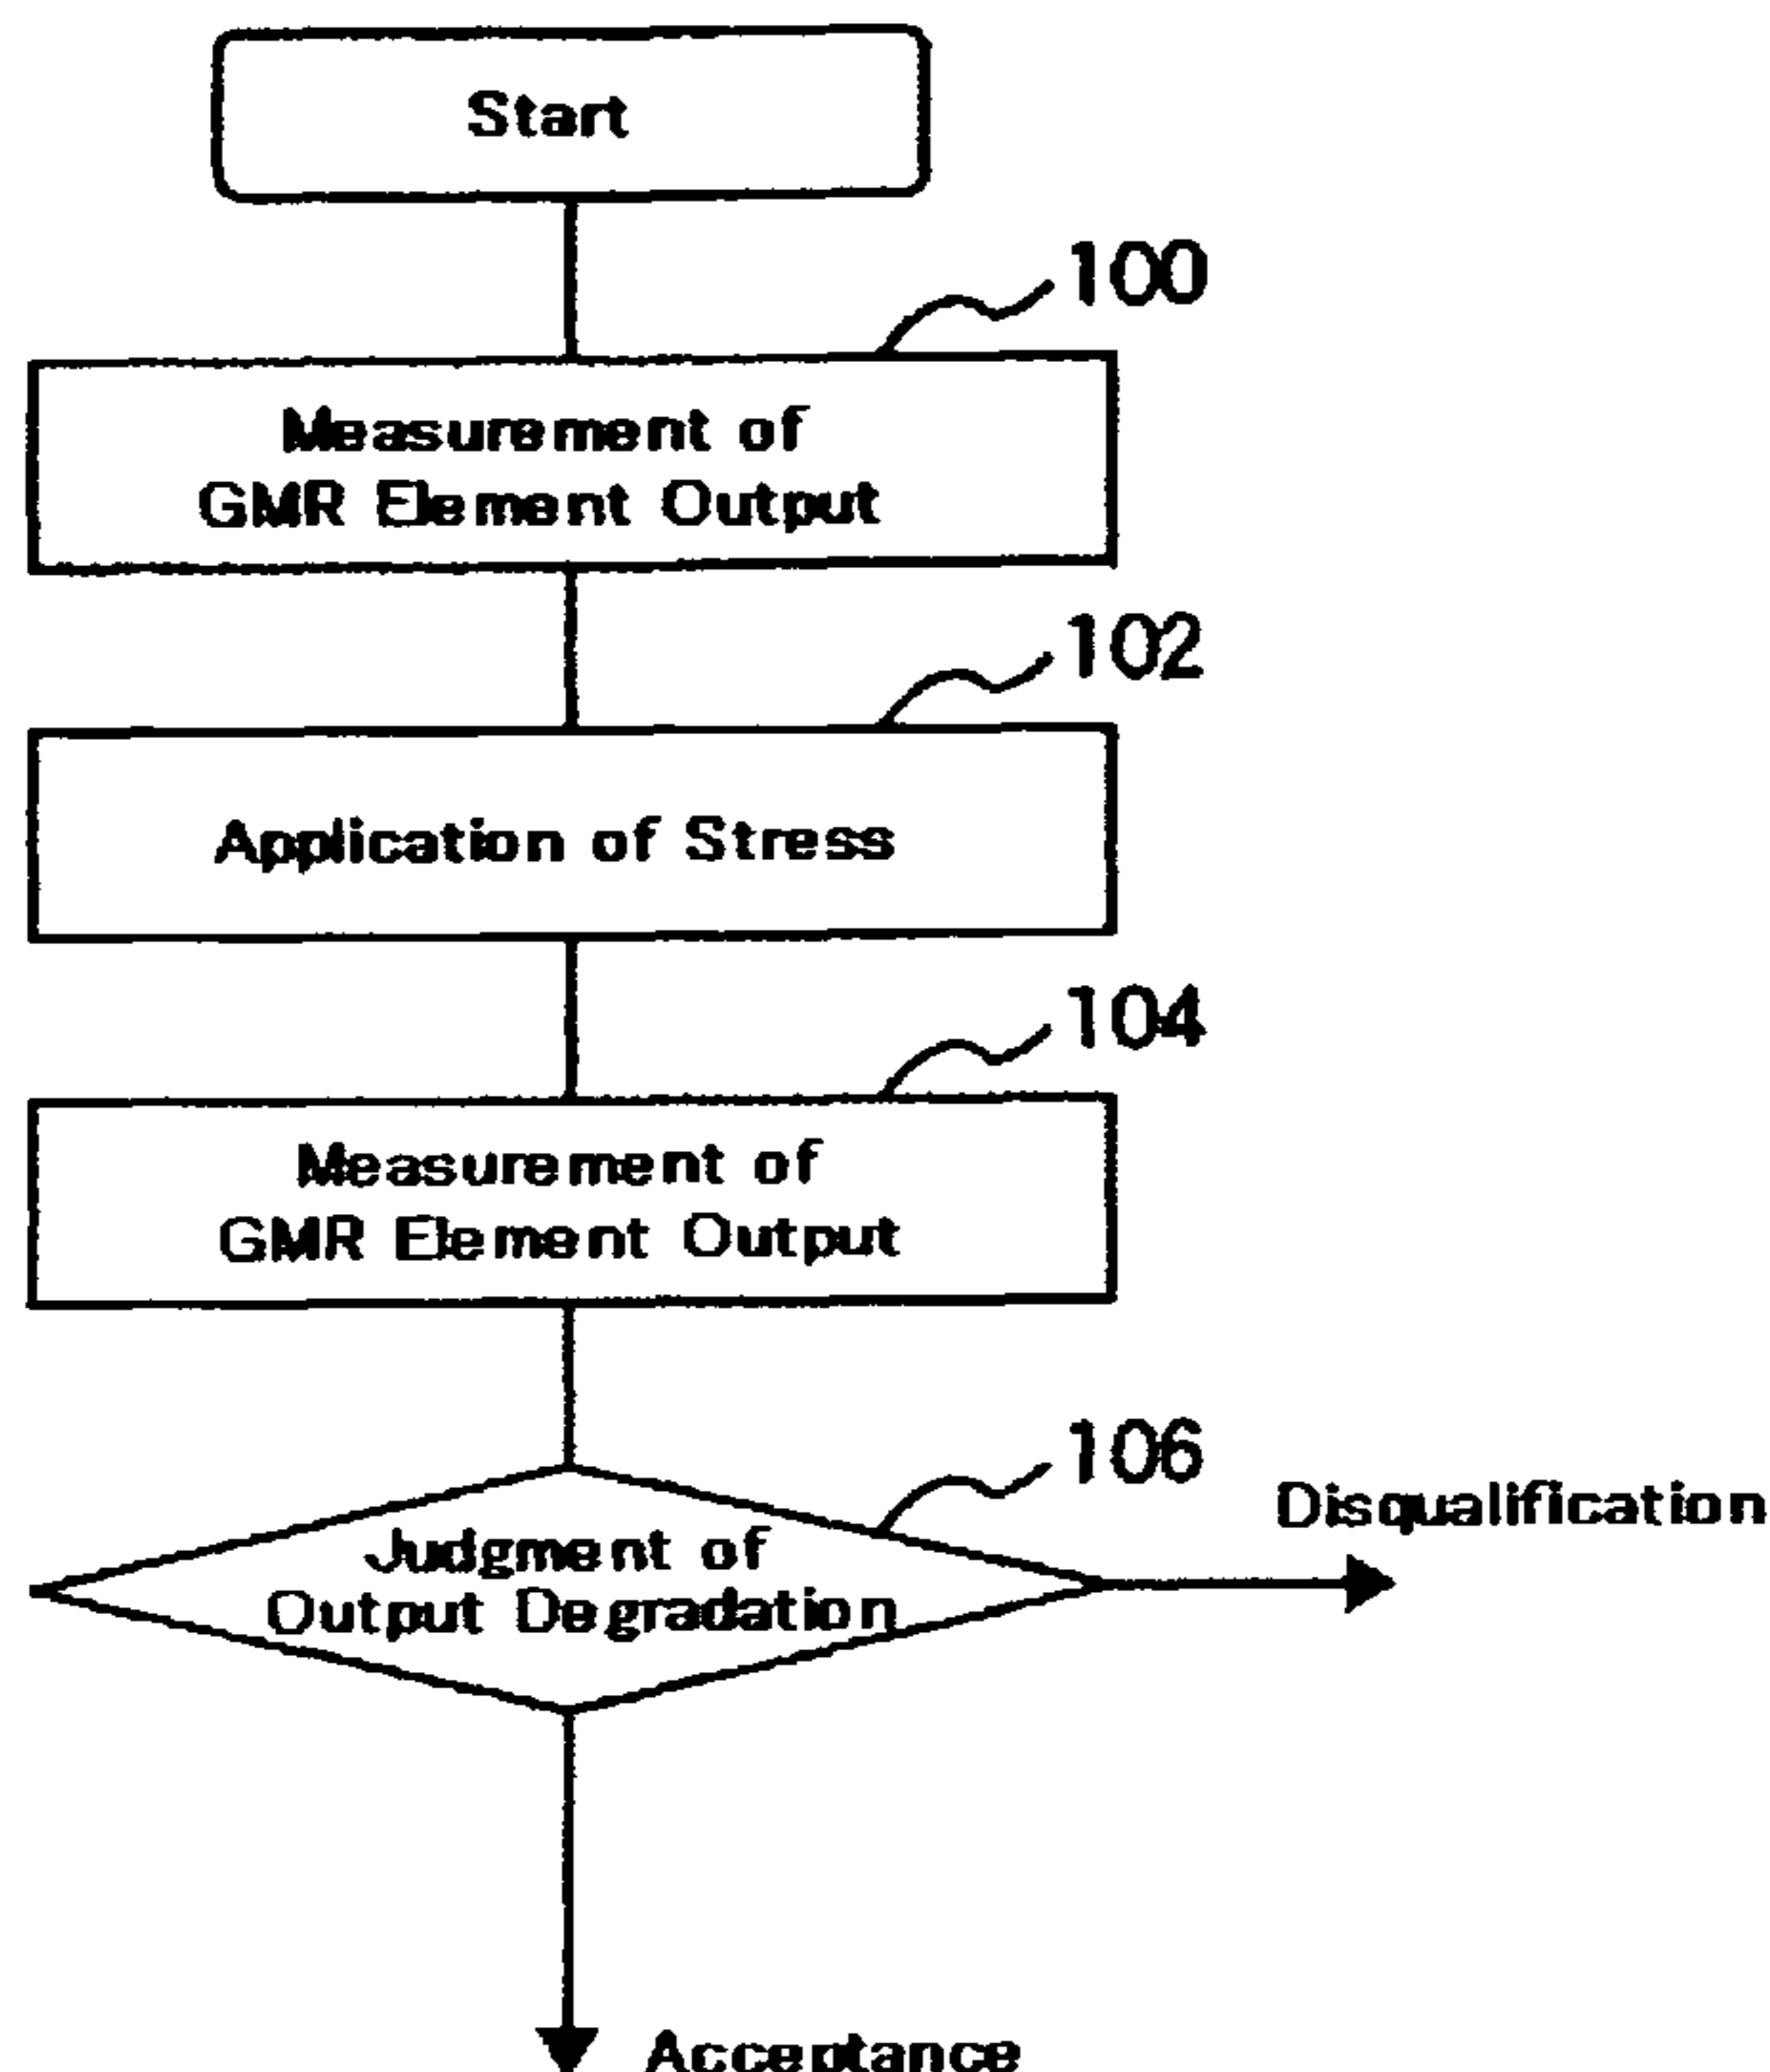 Start
100
Measurement of
GMR Element Output
102
Application of Stress
104
Measurement of
GMR Element Output
106
Disqualification
Judgment of
Output Degradation
Acceptance